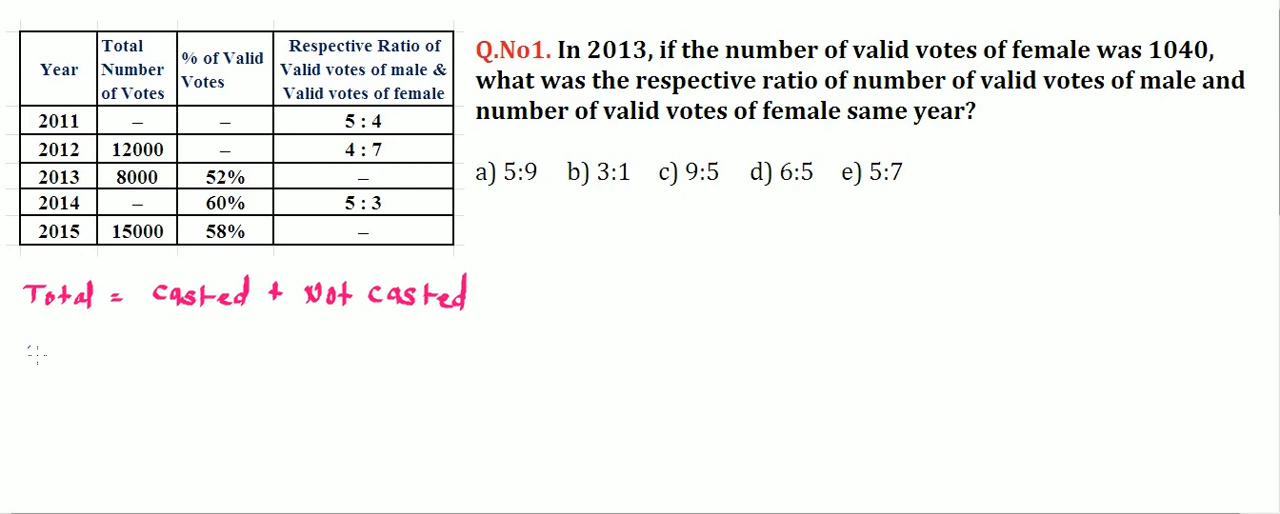 Year
Total
Number
of Votes
% of Valid
Votes
Respective Ratio of
Valid votes of male &
Valid votes of female
2011 – – 5 : 4
2012 12000 – 4 : 7
2013 8000 52% –
2014 – 60% 5 : 3
2015 15000 58% –
Q.No1. In 2013, if the number of valid votes of female was 1040,
what was the respective ratio of number of valid votes of male and
number of valid votes of female same year?
a) 5:9 b) 3:1 c) 9:5 d) 6:5 e) 5:7
Total = casted + Not casted